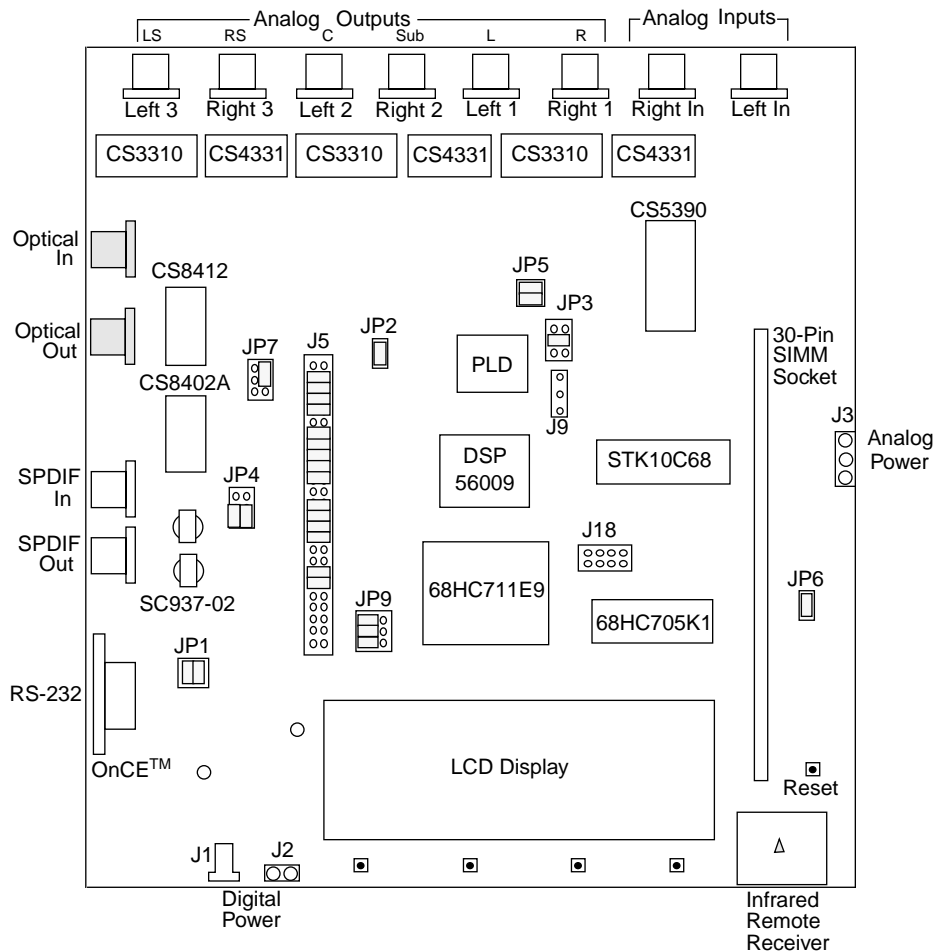 Analog Outputs
Analog Inputs
LS RS C Sub L R
Left 3 Right 3 Left 2 Right 2 Left 1 Right 1 Right In Left In
CS3310 CS4331 CS3310 CS4331 CS3310 CS4331
CS5390
Optical
In
CS8412
JP5
JP3
Optical
Out
JP7
J5
JP2
PLD
30-Pin
SIMM
Socket
CS8402A
J9
J3
Analog
Power
SPDIF
In
JP4
DSP
56009
STK10C68
SPDIF
Out
J18
SC937-02
JP9
68HC711E9
68HC705K1
JP6
JP1
RS-232
OnCE™
LCD Display
Reset
J1 J2
Digital
Power
Infrared
Remote
Receiver